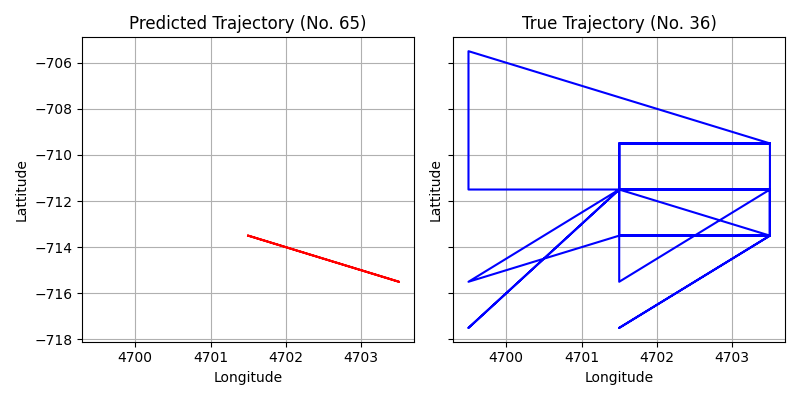 Predicted Trajectory (No. 65)
True Trajectory (No. 36)
Lattitude
−706
−708
−710
−712
−714
−716
−718
4700
4701
4702
4703
Longitude
Lattitude
4700
4701
4702
4703
Longitude